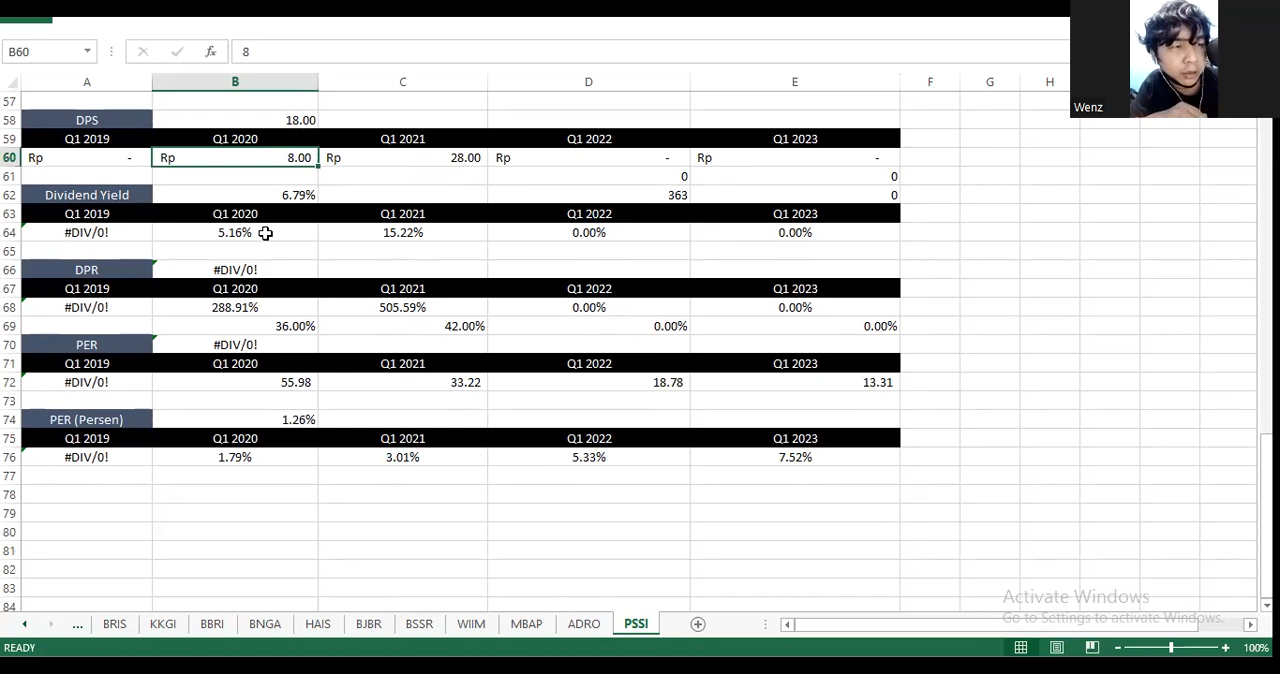 B60 fx 8
A B C D E F G H
Wenz
57
58 DPS 18.00
59 Q1 2019 Q1 2020 Q1 2021 Q1 2022 Q1 2023
60 Rp - Rp 8.00 Rp 28.00 Rp - Rp -
61 0 0
62 Dividend Yield 6.79% 363 0
63 Q1 2019 Q1 2020 Q1 2021 Q1 2022 Q1 2023
64 #DIV/0! 5.16% 15.22% 0.00% 0.00%
65
66 DPR #DIV/0!
67 Q1 2019 Q1 2020 Q1 2021 Q1 2022 Q1 2023
68 #DIV/0! 288.91% 505.59% 0.00% 0.00%
69 36.00% 42.00% 0.00% 0.00%
70 PER #DIV/0!
71 Q1 2019 Q1 2020 Q1 2021 Q1 2022 Q1 2023
72 #DIV/0! 55.98 33.22 18.78 13.31
73
74 PER (Persen) 1.26%
75 Q1 2019 Q1 2020 Q1 2021 Q1 2022 Q1 2023
76 #DIV/0! 1.79% 3.01% 5.33% 7.52%
77
78
79
80
81
82
83
84
Activate Windows
Go to Settings to activate Windows.
... BRIS KKGI BBRI BNGA BSSR WIIM MBAP ADRO PSSI
READY 100%